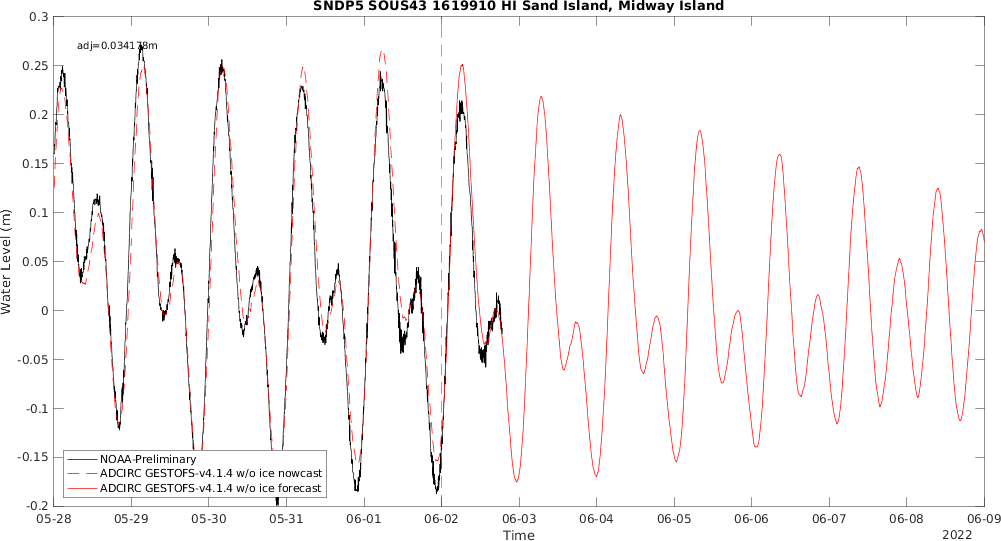 SNDP5 SOUS43 1619910 HI Sand Island, Midway Island
adj=0.034178m
0.3
0.25
0.2
0.15
0.1
0.05
0
-0.05
-0.1
-0.15
-0.2
Water Level (m)
NOAA-Preliminary
ADCIRC GESTOFS-v4.1.4 w/o ice nowcast
ADCIRC GESTOFS-v4.1.4 w/o ice forecast
05-28 05-29 05-30 05-31 06-01 06-02 06-03 06-04 06-05 06-06 06-07 06-08 06-09
Time
2022